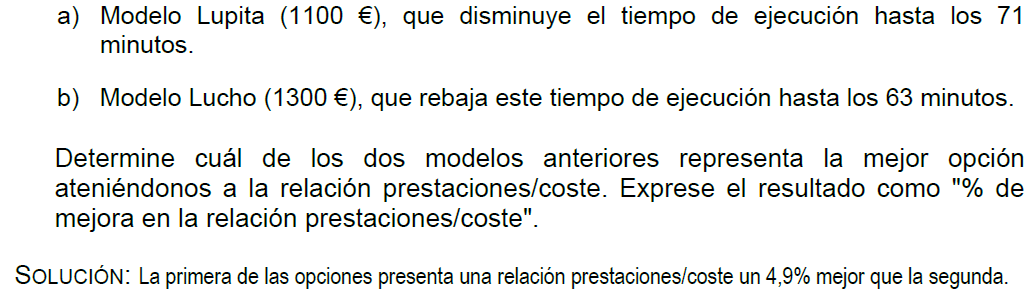 a) Modelo Lupita (1100 €), que disminuye el tiempo de ejecución hasta los 71
minutos.
b) Modelo Lucho (1300 €), que rebaja este tiempo de ejecución hasta los 63 minutos.
Determine cuál de los dos modelos anteriores representa la mejor opción
ateniéndonos a la relación prestaciones/coste. Exprese el resultado como "% de
mejora en la relación prestaciones/coste".
SOLUCIÓN: La primera de las opciones presenta una relación prestaciones/coste un 4,9% mejor que la segunda.